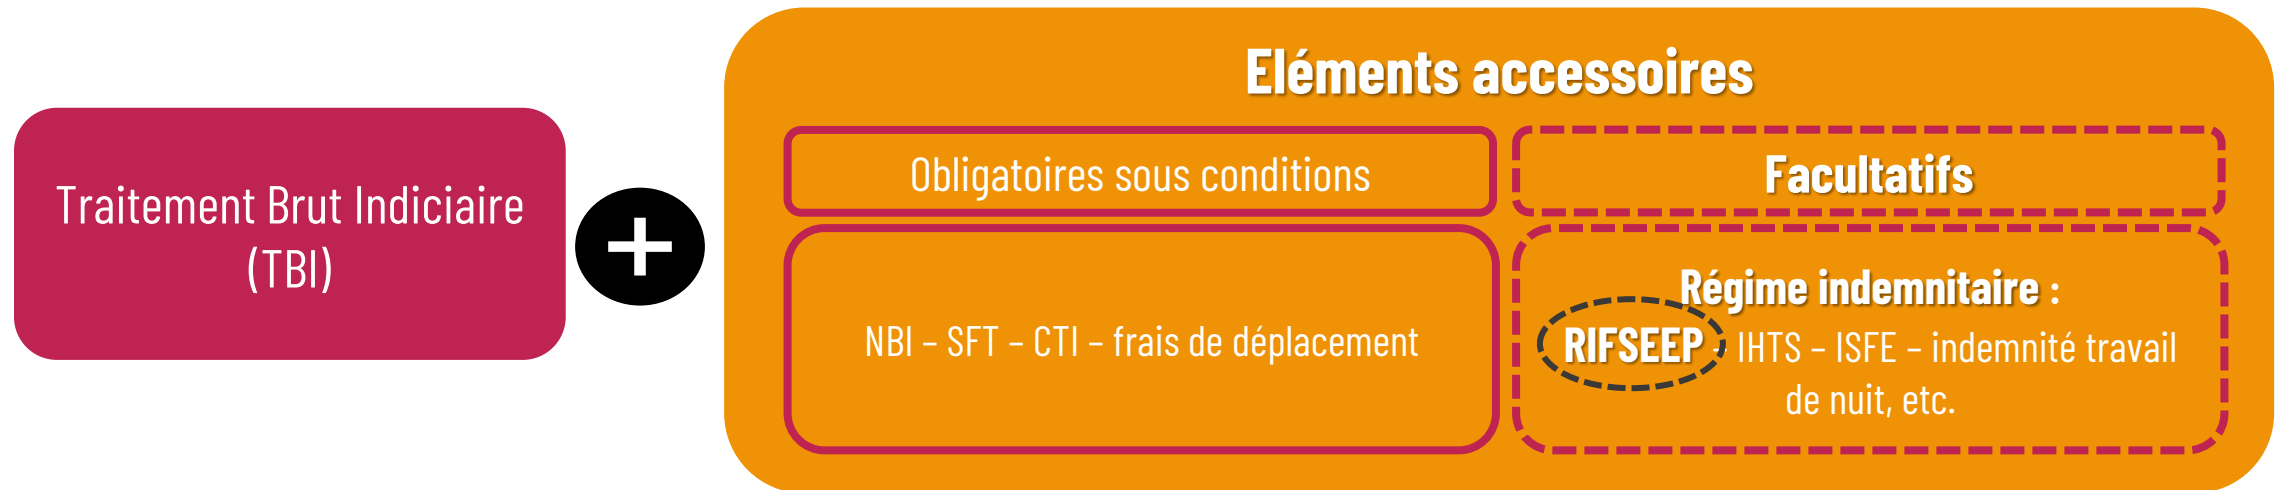 Eléments accessoires
Traitement Brut Indiciaire
(TBI)
+
Obligatoires sous conditions
Facultatifs
NBI – SFT – CTI – frais de déplacement
Régime indemnitaire :
RIFSEEP – IHTS – ISFE – indemnité travail
de nuit, etc.